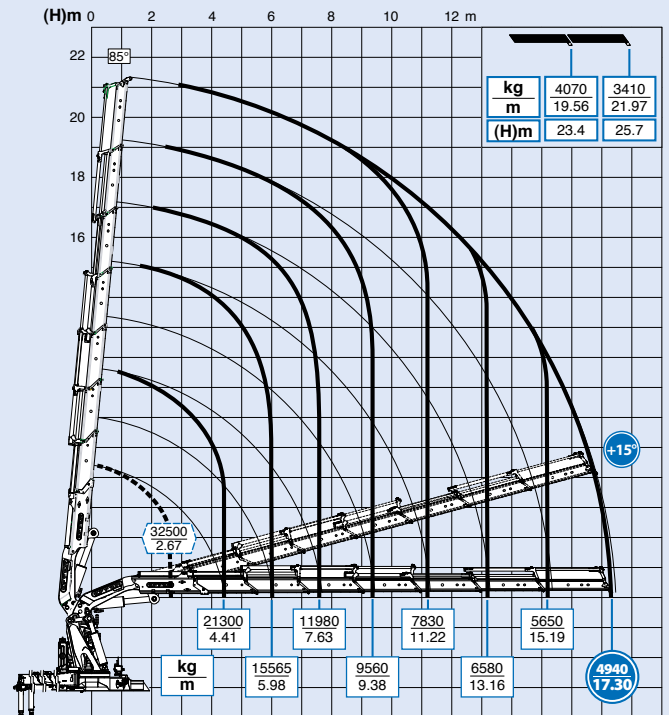 (H)m 0 2 4 6 8 10 12 m
22
85°
kg 4070 3410
m 19.56 21.97
(H)m 23.4 25.7
20
18
16
+15°
32500
2.67
21300 11980 7830 5650
4.41 7.63 11.22 15.19
kg 15565 9560 6580 4940
m 5.98 9.38 13.16 17.30